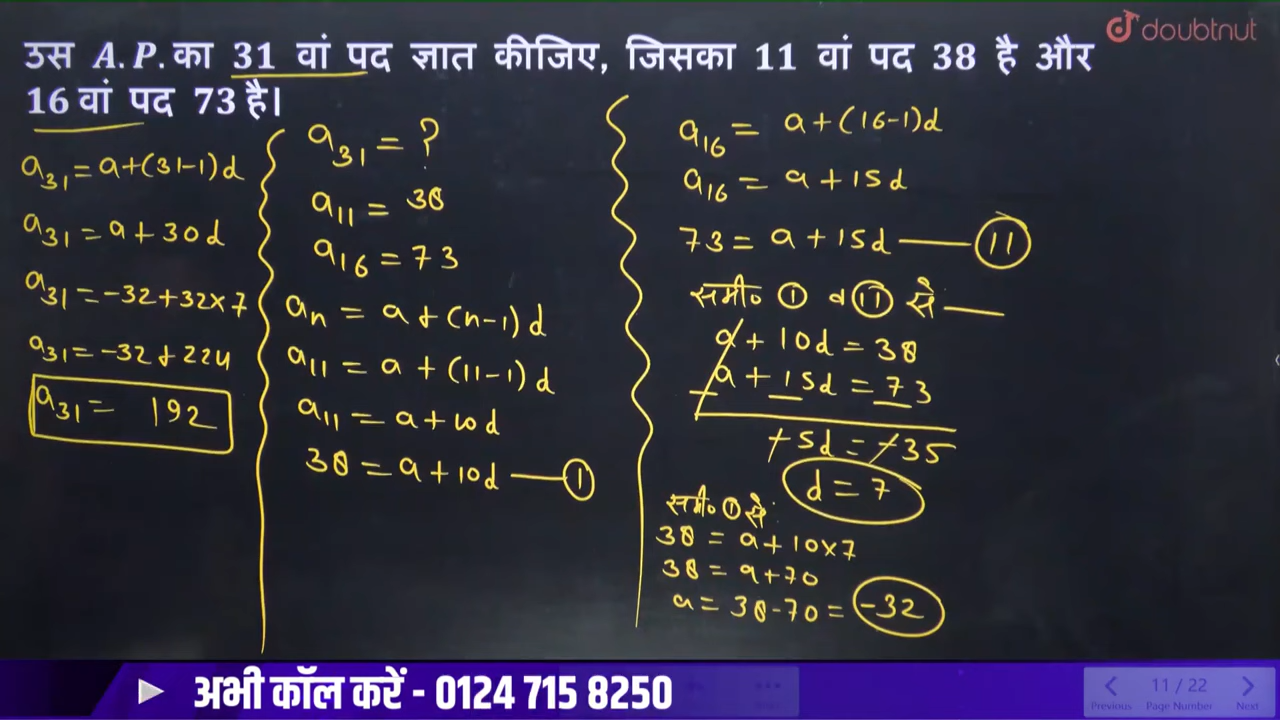 doubtnut
उस A.P. का 31 वां पद ज्ञात कीजिए, जिसका 11 वां पद 38 है और
16 वां पद 73 है।
a31 = a+(31-1)d
a31 = a+30d
a31 = -32+32×7
a31 = -32+224
a31 = 192
a31 = ?
a11 = 38
a16 = 73
an = a+(n-1)d
a11 = a+(11-1)d
a11 = a+10d
38 = a+10d — ①
a16 = a+(16-1)d
a16 = a+15d
73 = a+15d — 11
समी० ① व 11 से —
a+10d = 38
a+15d = 73
-5d = -35
d = 7
समी० ① से
38 = a+10×7
38 = a+70
a = 38-70 = -32
अभी कॉल करें - 0124 715 8250
11 / 22
Previous Page Number Next